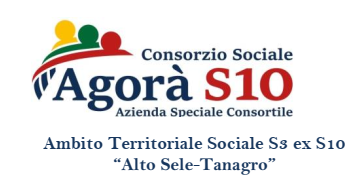 Consorzio Sociale
Agorà S10
Azienda Speciale Consortile
Ambito Territoriale Sociale S3 ex S10
“Alto Sele-Tanagro”